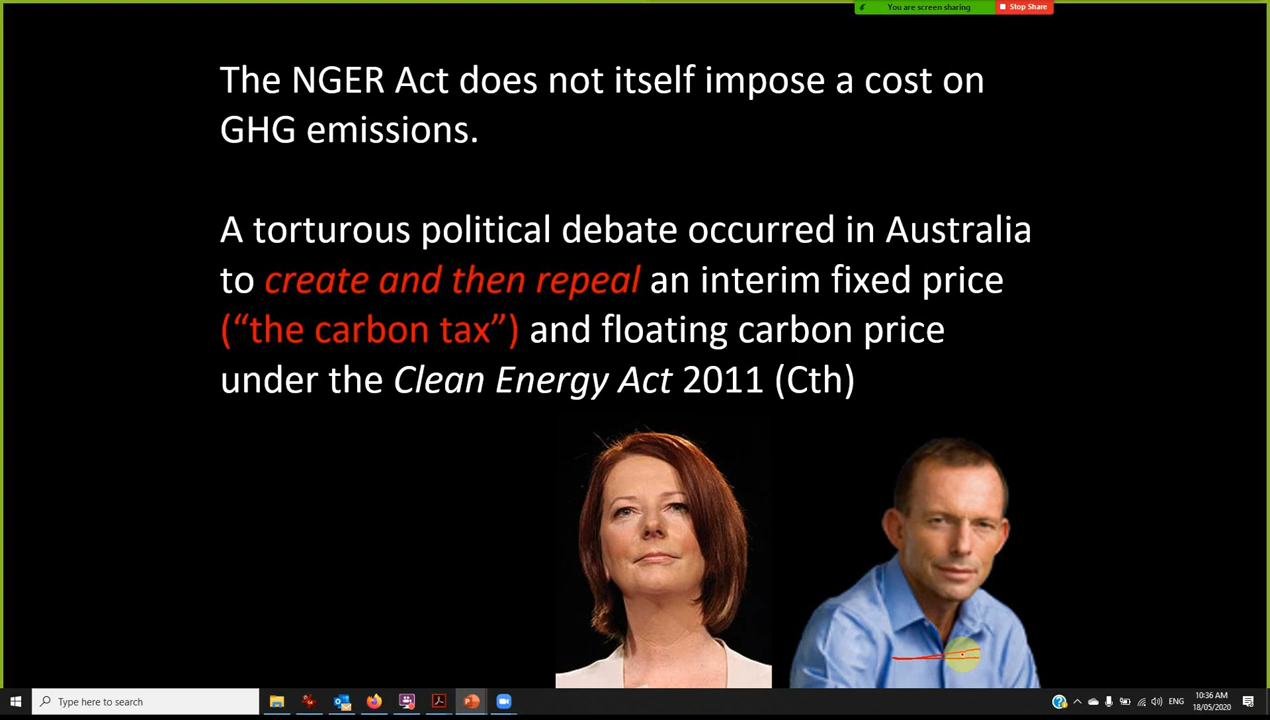 You are screen sharing
Stop Share
The NGER Act does not itself impose a cost on
GHG emissions.
A torturous political debate occurred in Australia
to create and then repeal an interim fixed price
(“the carbon tax”) and floating carbon price
under the Clean Energy Act 2011 (Cth)
Type here to search
ENG
10:36 AM
18/05/2020